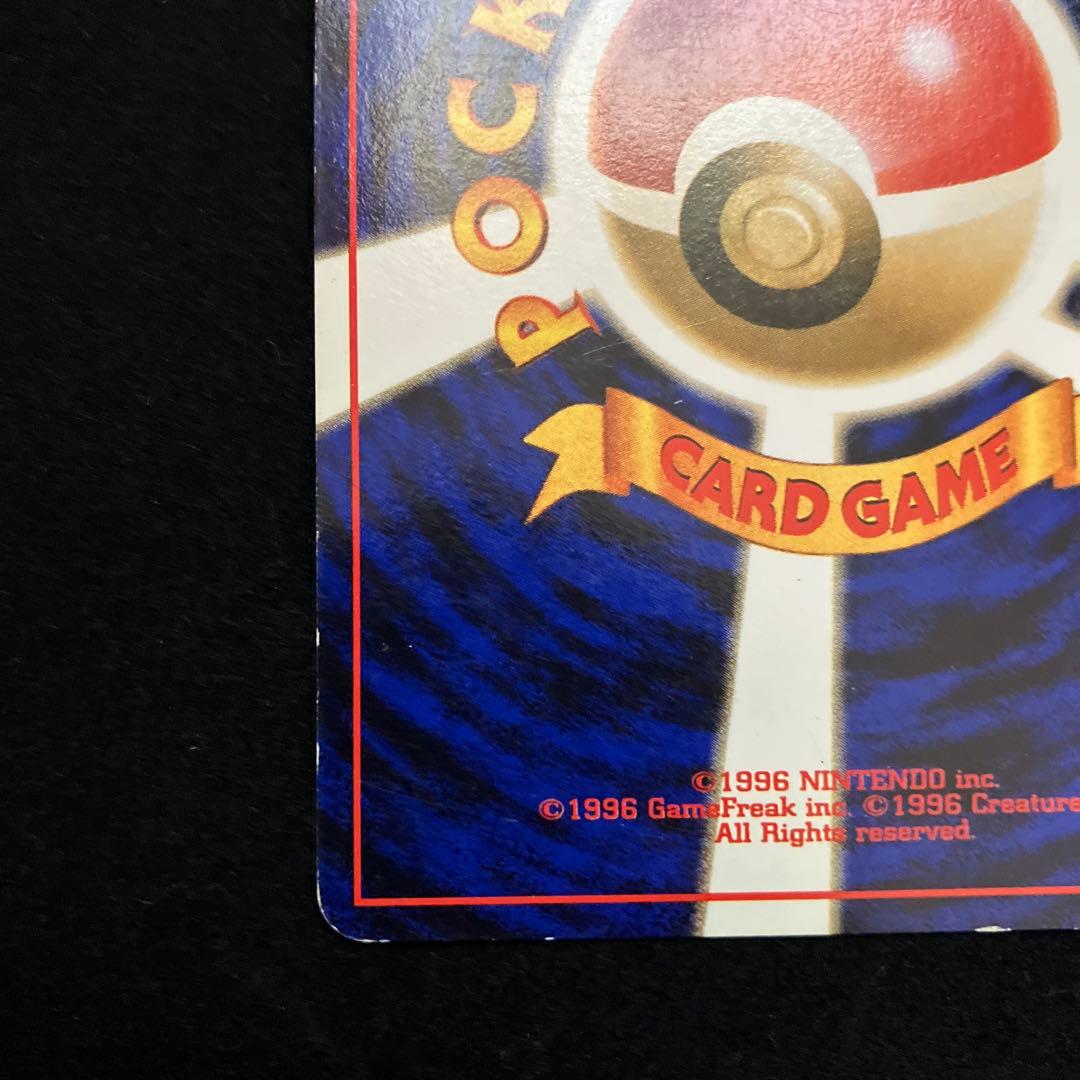 POCK
CARD GAME
©1996 NINTENDO inc.
©1996 GameFreak inc. ©1996 Creature
All Rights reserved.